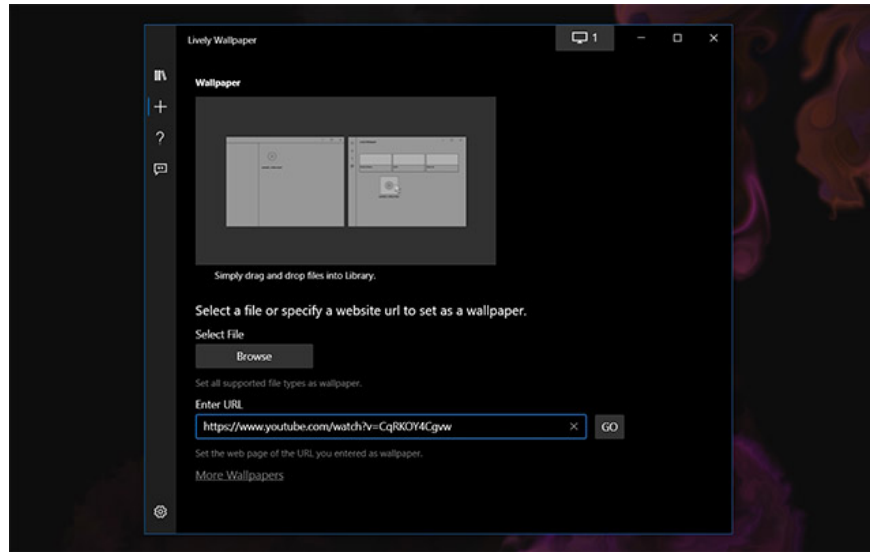 Lively Wallpaper
1
Wallpaper
Simply drag and drop files into Library.
Select a file or specify a website url to set as a wallpaper.
Select File
Browse
Set all supported file types as wallpaper.
Enter URL
https://www.youtube.com/watch?v=CqRKOY4Cgvw
GO
Set the web page of the URL you entered as wallpaper.
More Wallpapers